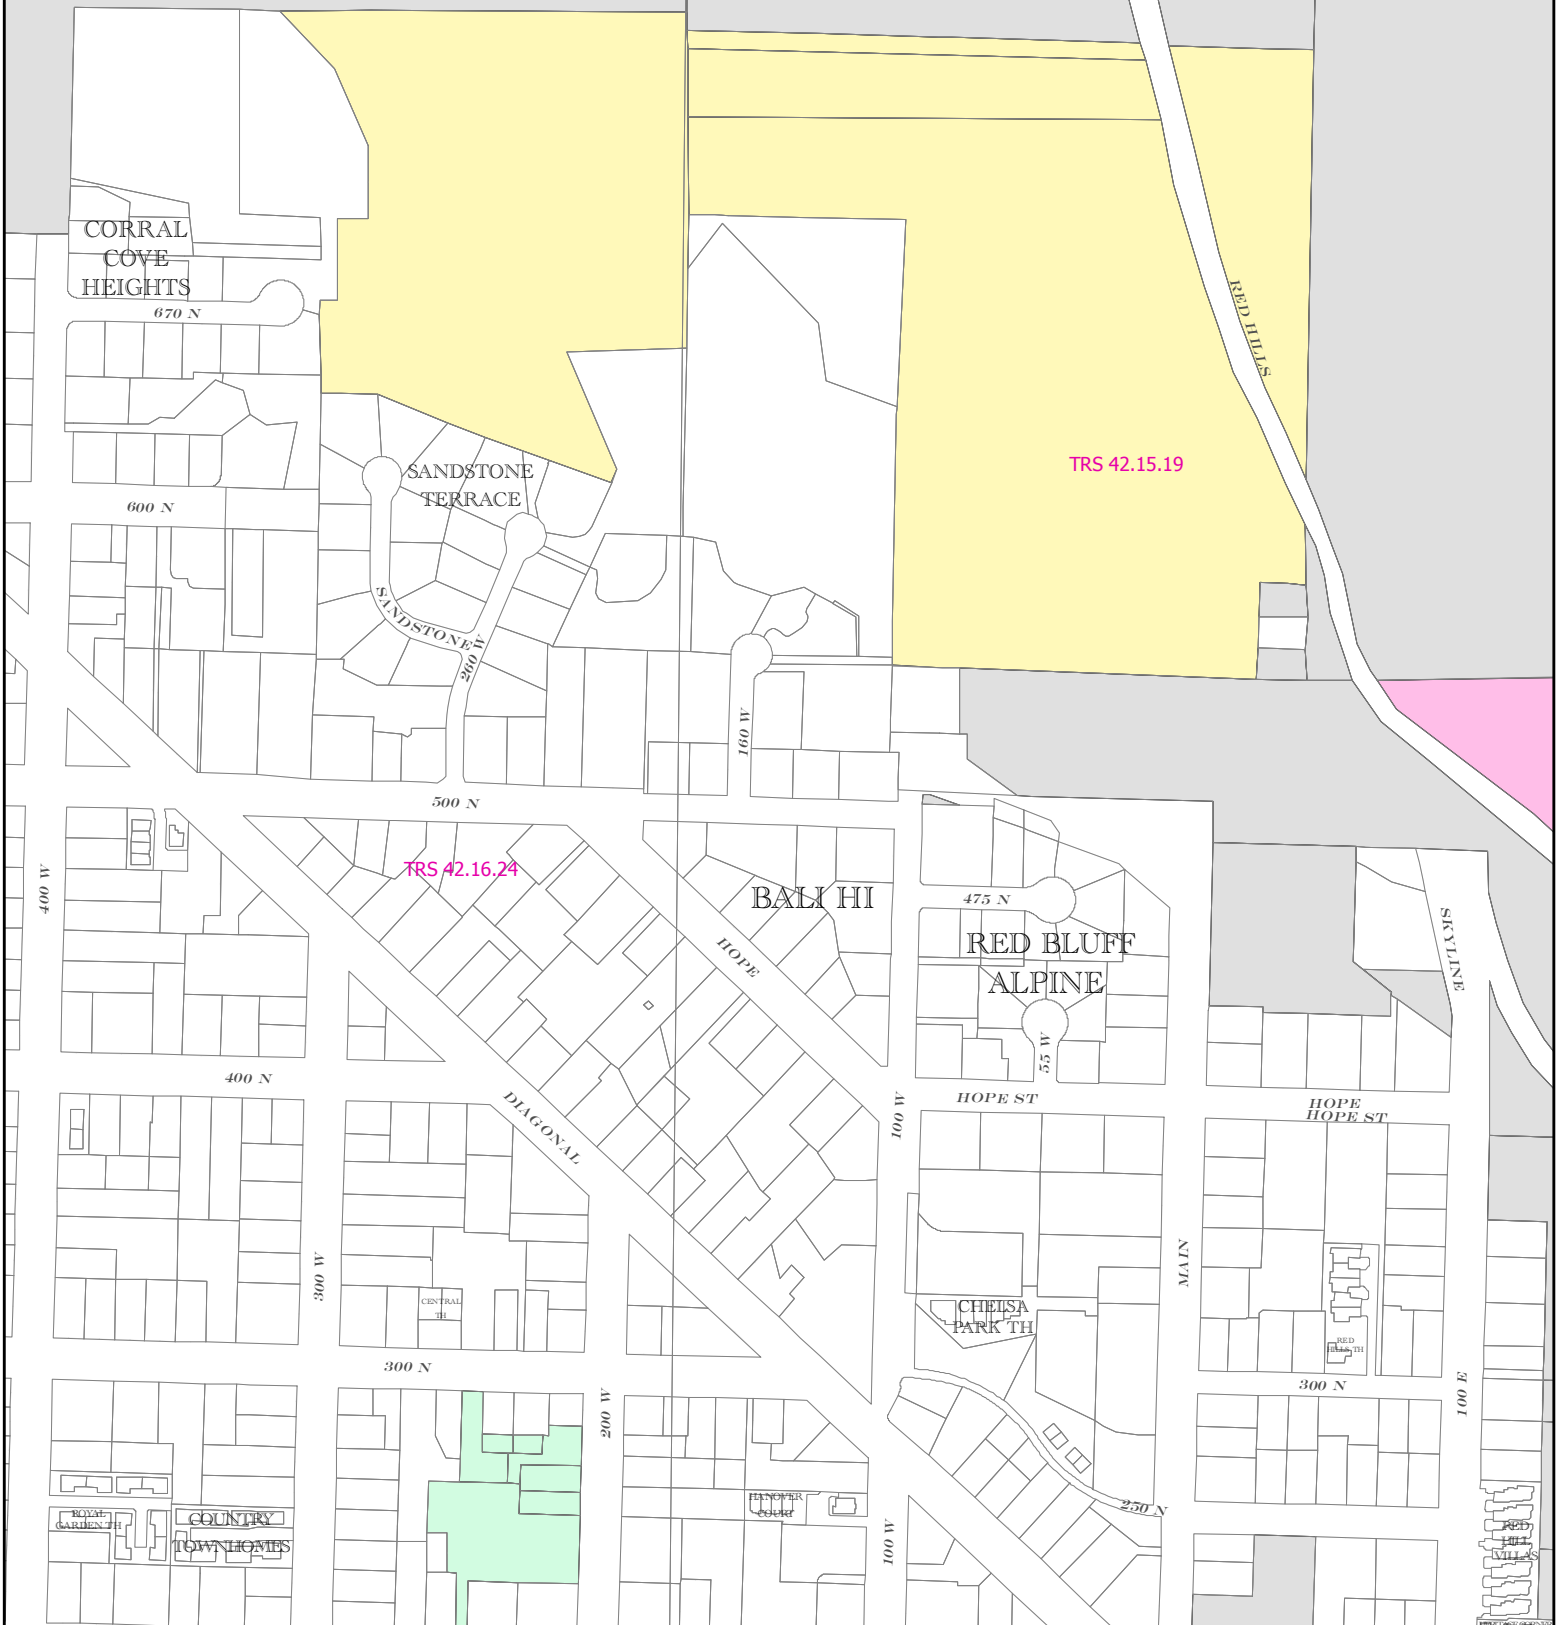 CORRAL
COVE
HEIGHTS
670 N
RED HILLS
TRS 42.15.19
SANDSTONE
TERRACE
600 N
SANDSTONE
260 W
160 W
500 N
TRS 42.16.24
400 W
BALI HI
475 N
HOPE
RED BLUFF
ALPINE
SKYLINE
55 W
400 N
DIAGONAL
100 W
HOPE ST
HOPE
HOPE ST
300 W
MAIN
CENTRAL
TH
CHELSA
PARK TH
RED
HILLS TH
300 N
300 N
200 W
100 E
HANOVER
COURT
250 N
ROYAL
GARDEN TH
COUNTRY
TOWNHOMES
100 W
RED
HILL
VILLAS